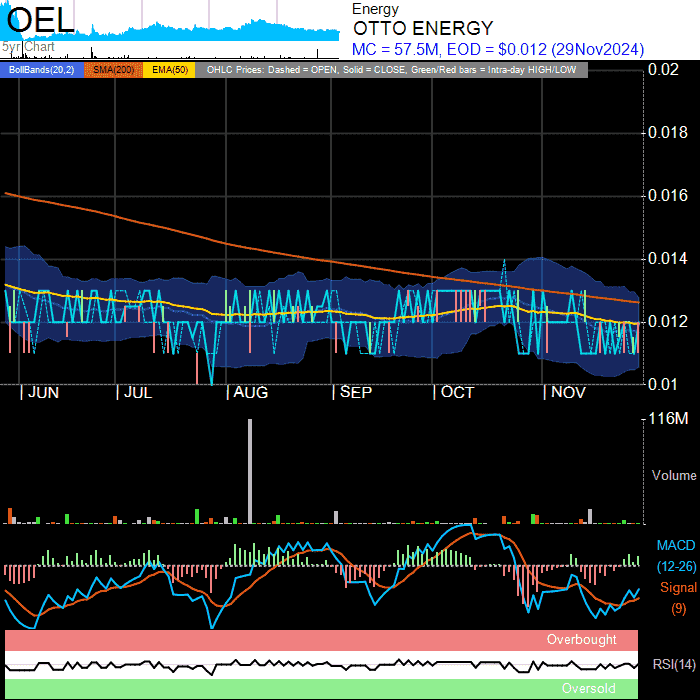 OEL
5yr Chart
Energy
OTTO ENERGY
MC = 57.5M, EOD = $0.012 (29Nov2024)
BollBands(20,2) SMA(200) EMA(50) OHLC Prices: Dashed = OPEN, Solid = CLOSE, Green/Red bars = Intra-day HIGH/LOW
0.02
0.018
0.016
0.014
0.012
0.01
| JUN | JUL | AUG | SEP | OCT | NOV
116M
Volume
MACD
(12-26)
Signal
(9)
Overbought
RSI(14)
Oversold